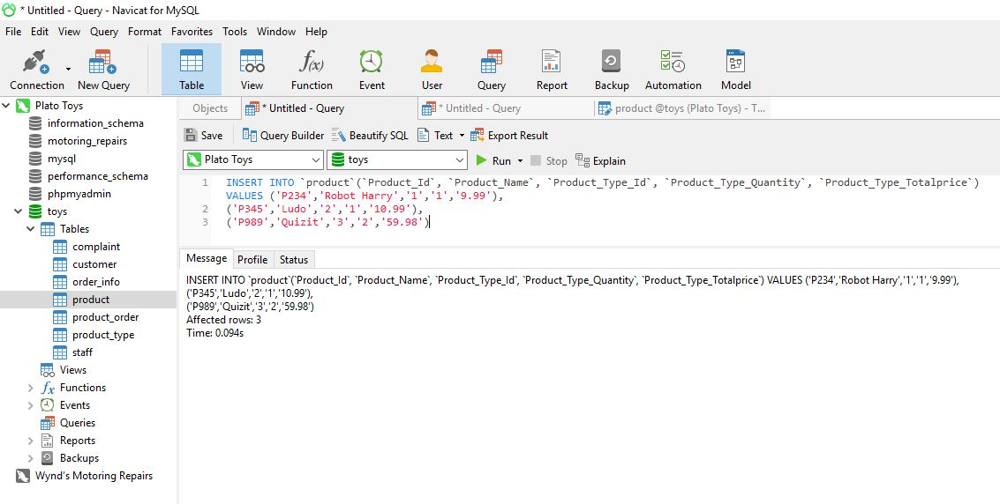 * Untitled - Query - Navicat for MySQL
File Edit View Query Format Favorites Tools Window Help
Connection New Query Table View Function Event User Query Report Backup Automation Model
Plato Toys
information_schema
motoring_repairs
mysql
performance_schema
phpmyadmin
toys
Tables
complaint
customer
order_info
product
product_order
product_type
staff
Views
Functions
Events
Queries
Reports
Backups
Wynd's Motoring Repairs
Objects * Untitled - Query * Untitled - Query product @toys (Plato Toys) - T...
Save Query Builder Beautify SQL Text Export Result
Plato Toys toys Run Stop Explain
1 INSERT INTO `product`(`Product_Id`, `Product_Name`, `Product_Type_Id`, `Product_Type_Quantity`, `Product_Type_Totalprice`)
VALUES ('P234','Robot Harry','1','1','9.99'),
2 ('P345','Ludo','2','1','10.99'),
3 ('P989','Quizit','3','2','59.98')
Message Profile Status
INSERT INTO `product`(`Product_Id`, `Product_Name`, `Product_Type_Id`, `Product_Type_Quantity`, `Product_Type_Totalprice`) VALUES ('P234','Robot Harry','1','1','9.99'),
('P345','Ludo','2','1','10.99'),
('P989','Quizit','3','2','59.98')
Affected rows: 3
Time: 0.094s